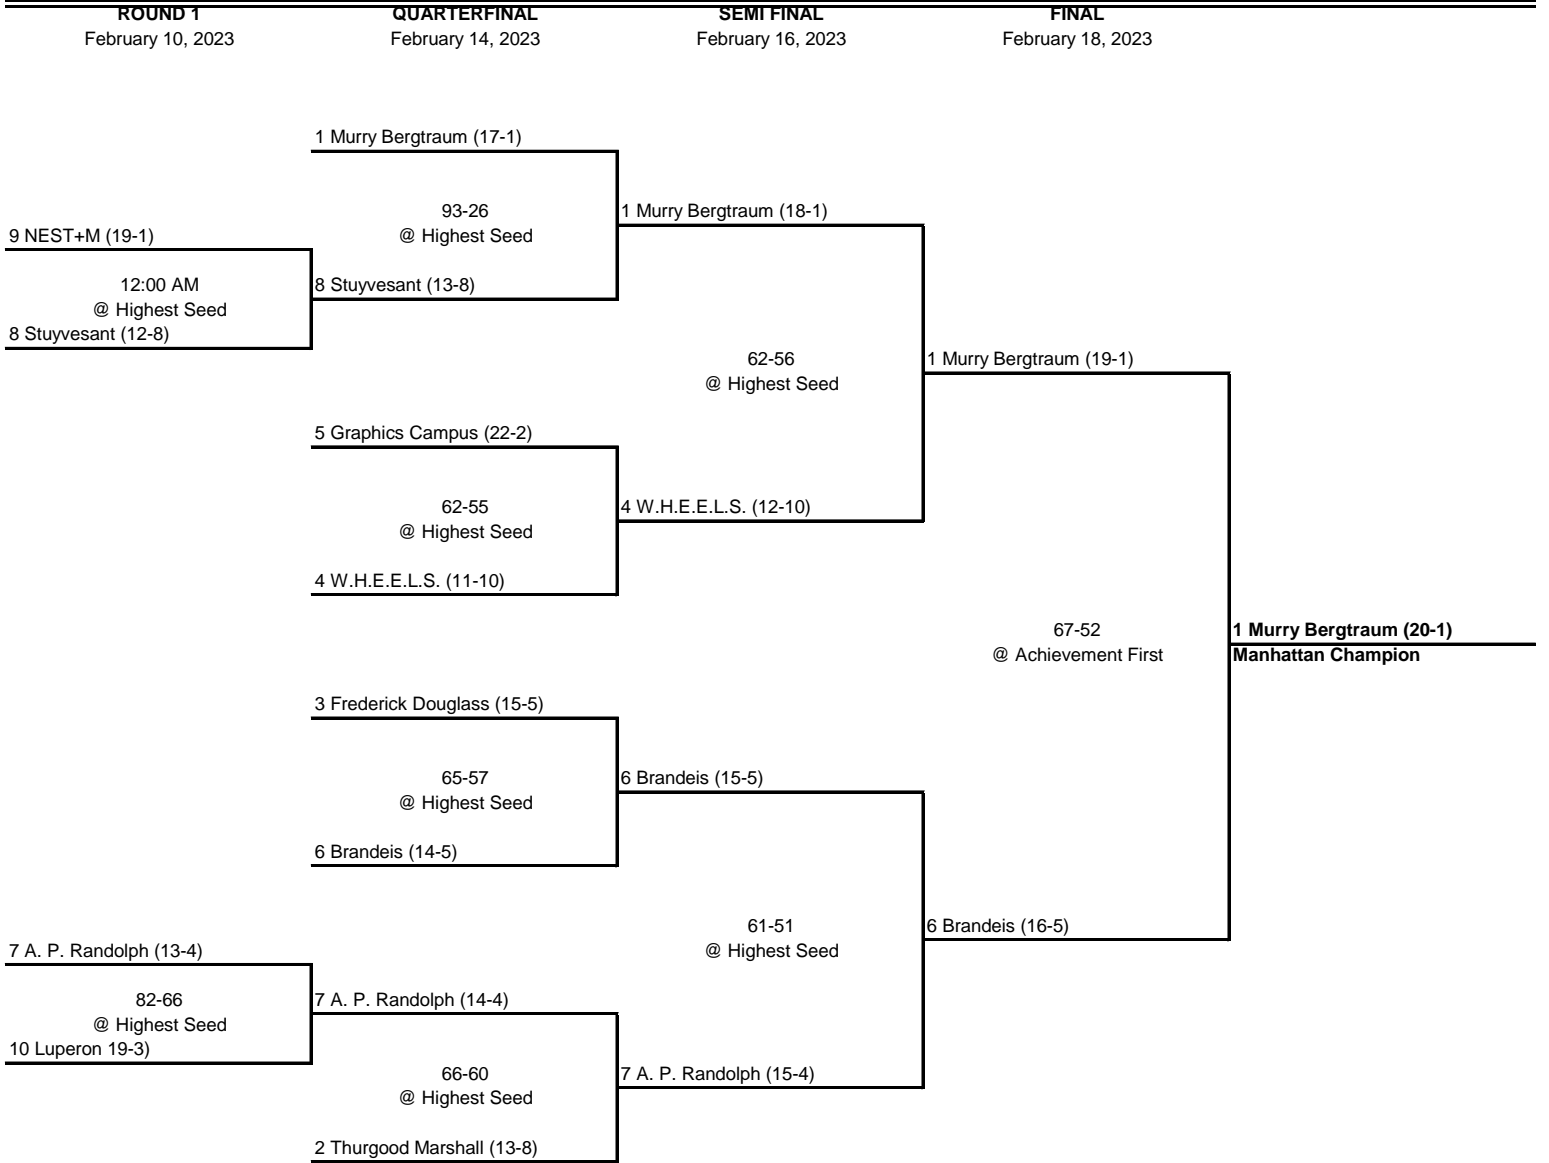 ROUND 1
QUARTERFINAL
SEMI FINAL
FINAL
February 10, 2023
February 14, 2023
February 16, 2023
February 18, 2023
1 Murry Bergtraum (17-1)
93-26
@ Highest Seed
1 Murry Bergtraum (18-1)
9 NEST+M (19-1)
12:00 AM
@ Highest Seed
8 Stuyvesant (13-8)
8 Stuyvesant (12-8)
62-56
@ Highest Seed
1 Murry Bergtraum (19-1)
5 Graphics Campus (22-2)
62-55
@ Highest Seed
4 W.H.E.E.L.S. (12-10)
4 W.H.E.E.L.S. (11-10)
67-52
@ Achievement First
1 Murry Bergtraum (20-1)
Manhattan Champion
3 Frederick Douglass (15-5)
65-57
@ Highest Seed
6 Brandeis (15-5)
6 Brandeis (14-5)
61-51
@ Highest Seed
6 Brandeis (16-5)
7 A. P. Randolph (13-4)
82-66
@ Highest Seed
7 A. P. Randolph (14-4)
10 Luperon 19-3)
66-60
@ Highest Seed
7 A. P. Randolph (15-4)
2 Thurgood Marshall (13-8)